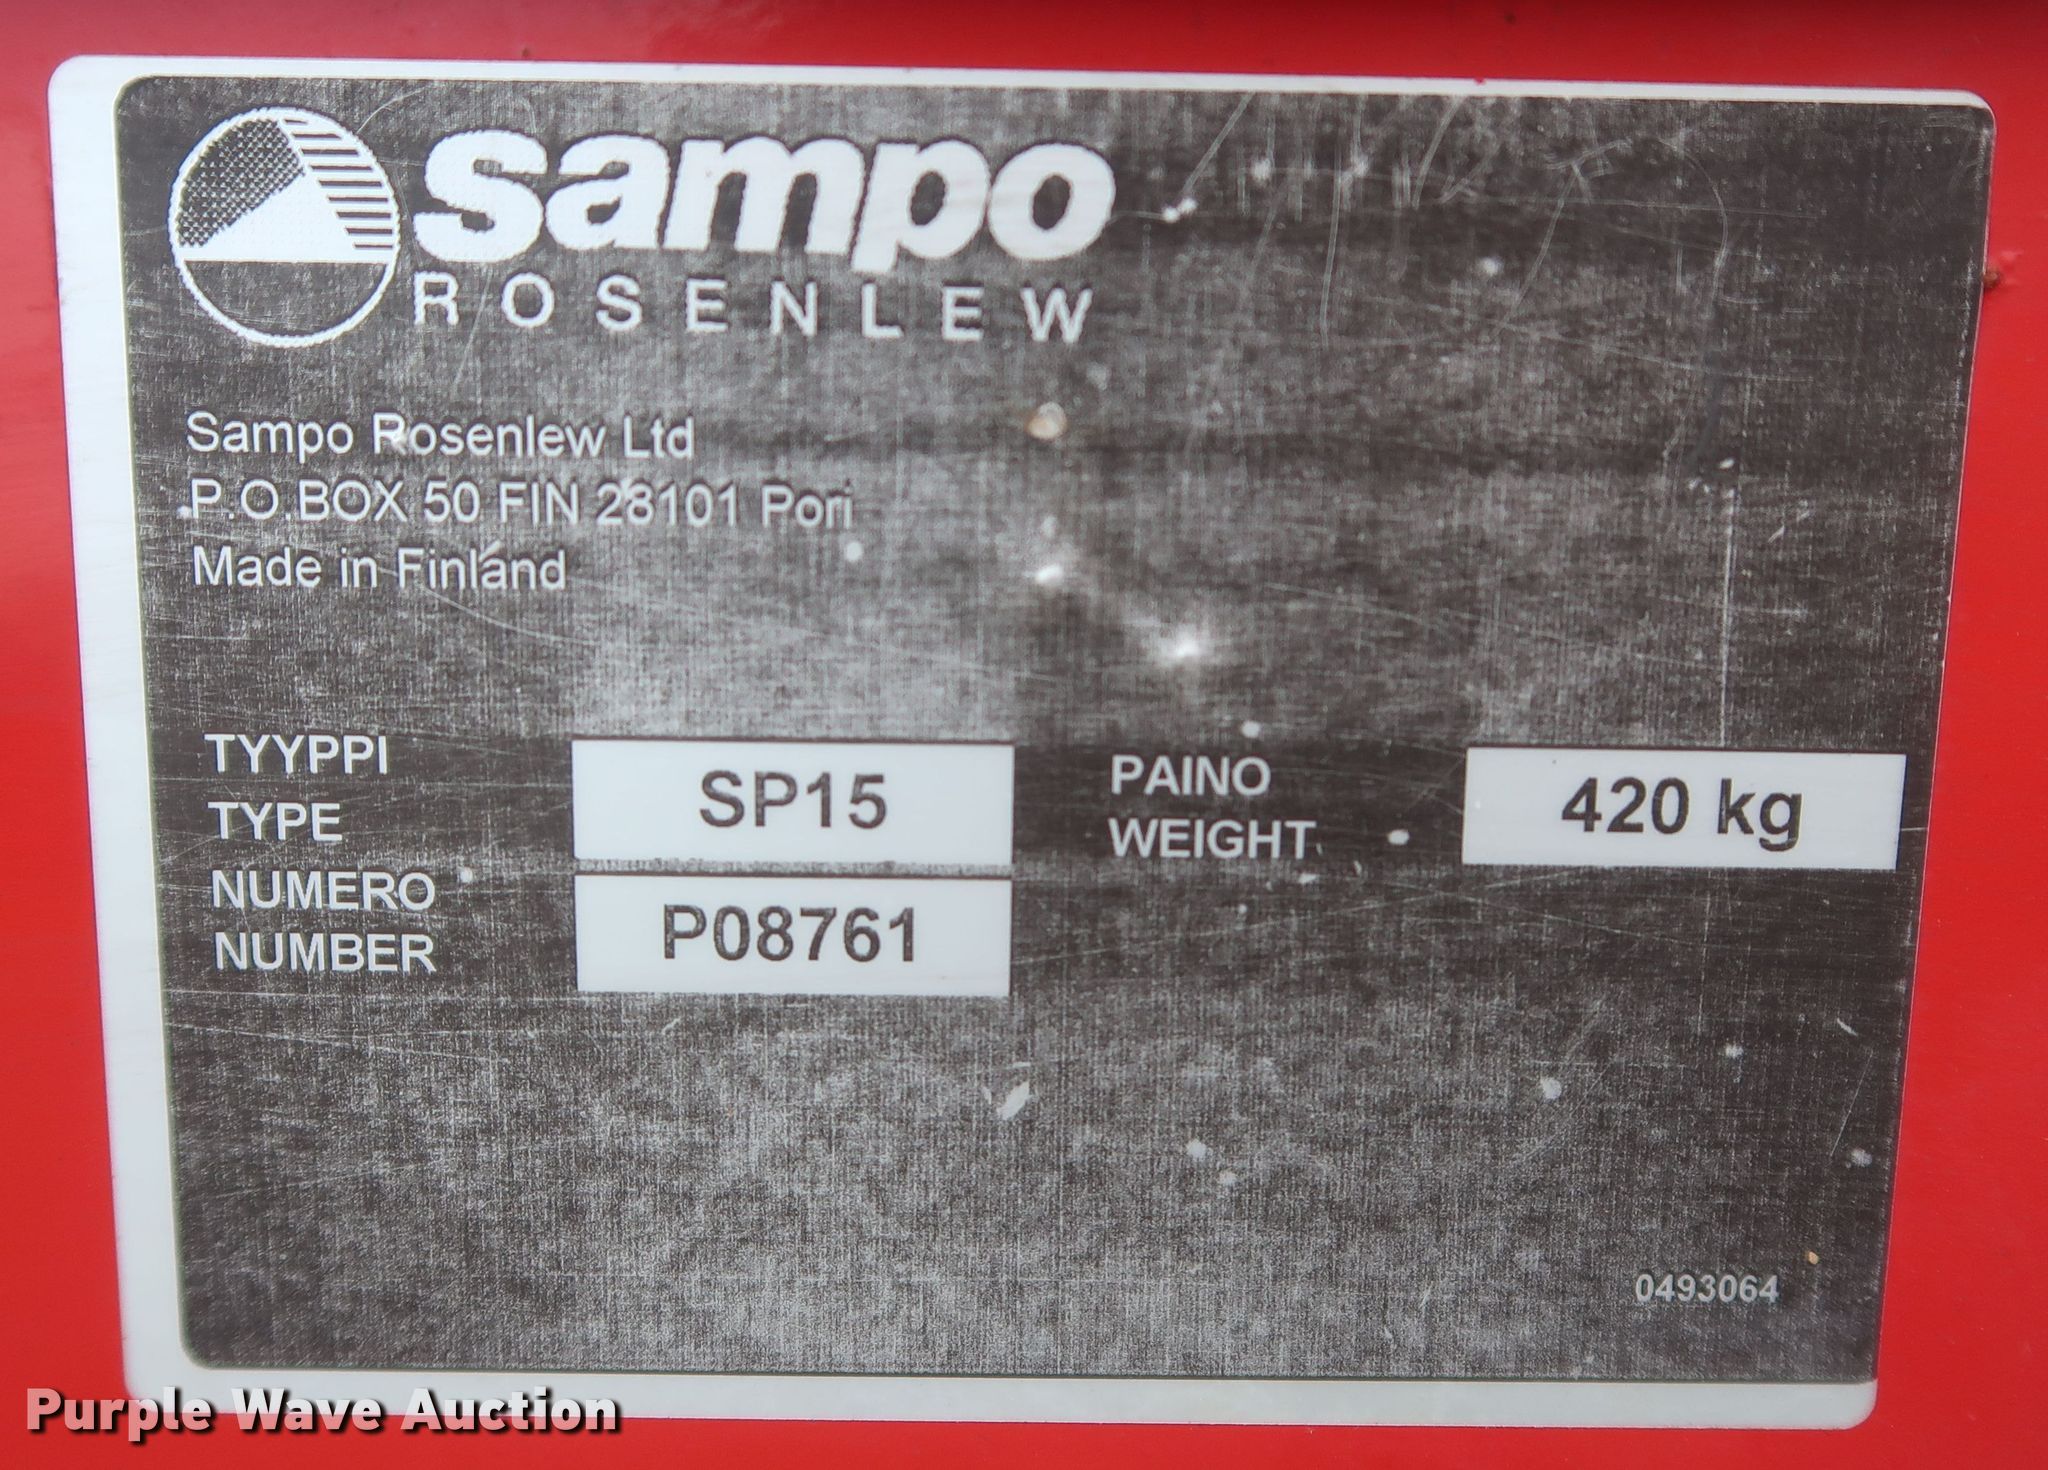 sampo
ROSENLEW
Sampo Rosenlew Ltd
P.O.BOX 50 FIN 28101 Pori
Made in Finland
TYYPPI
TYPE
SP15
PAINO
WEIGHT
420 kg
NUMERO
NUMBER
P08761
0493064
Purple Wave Auction